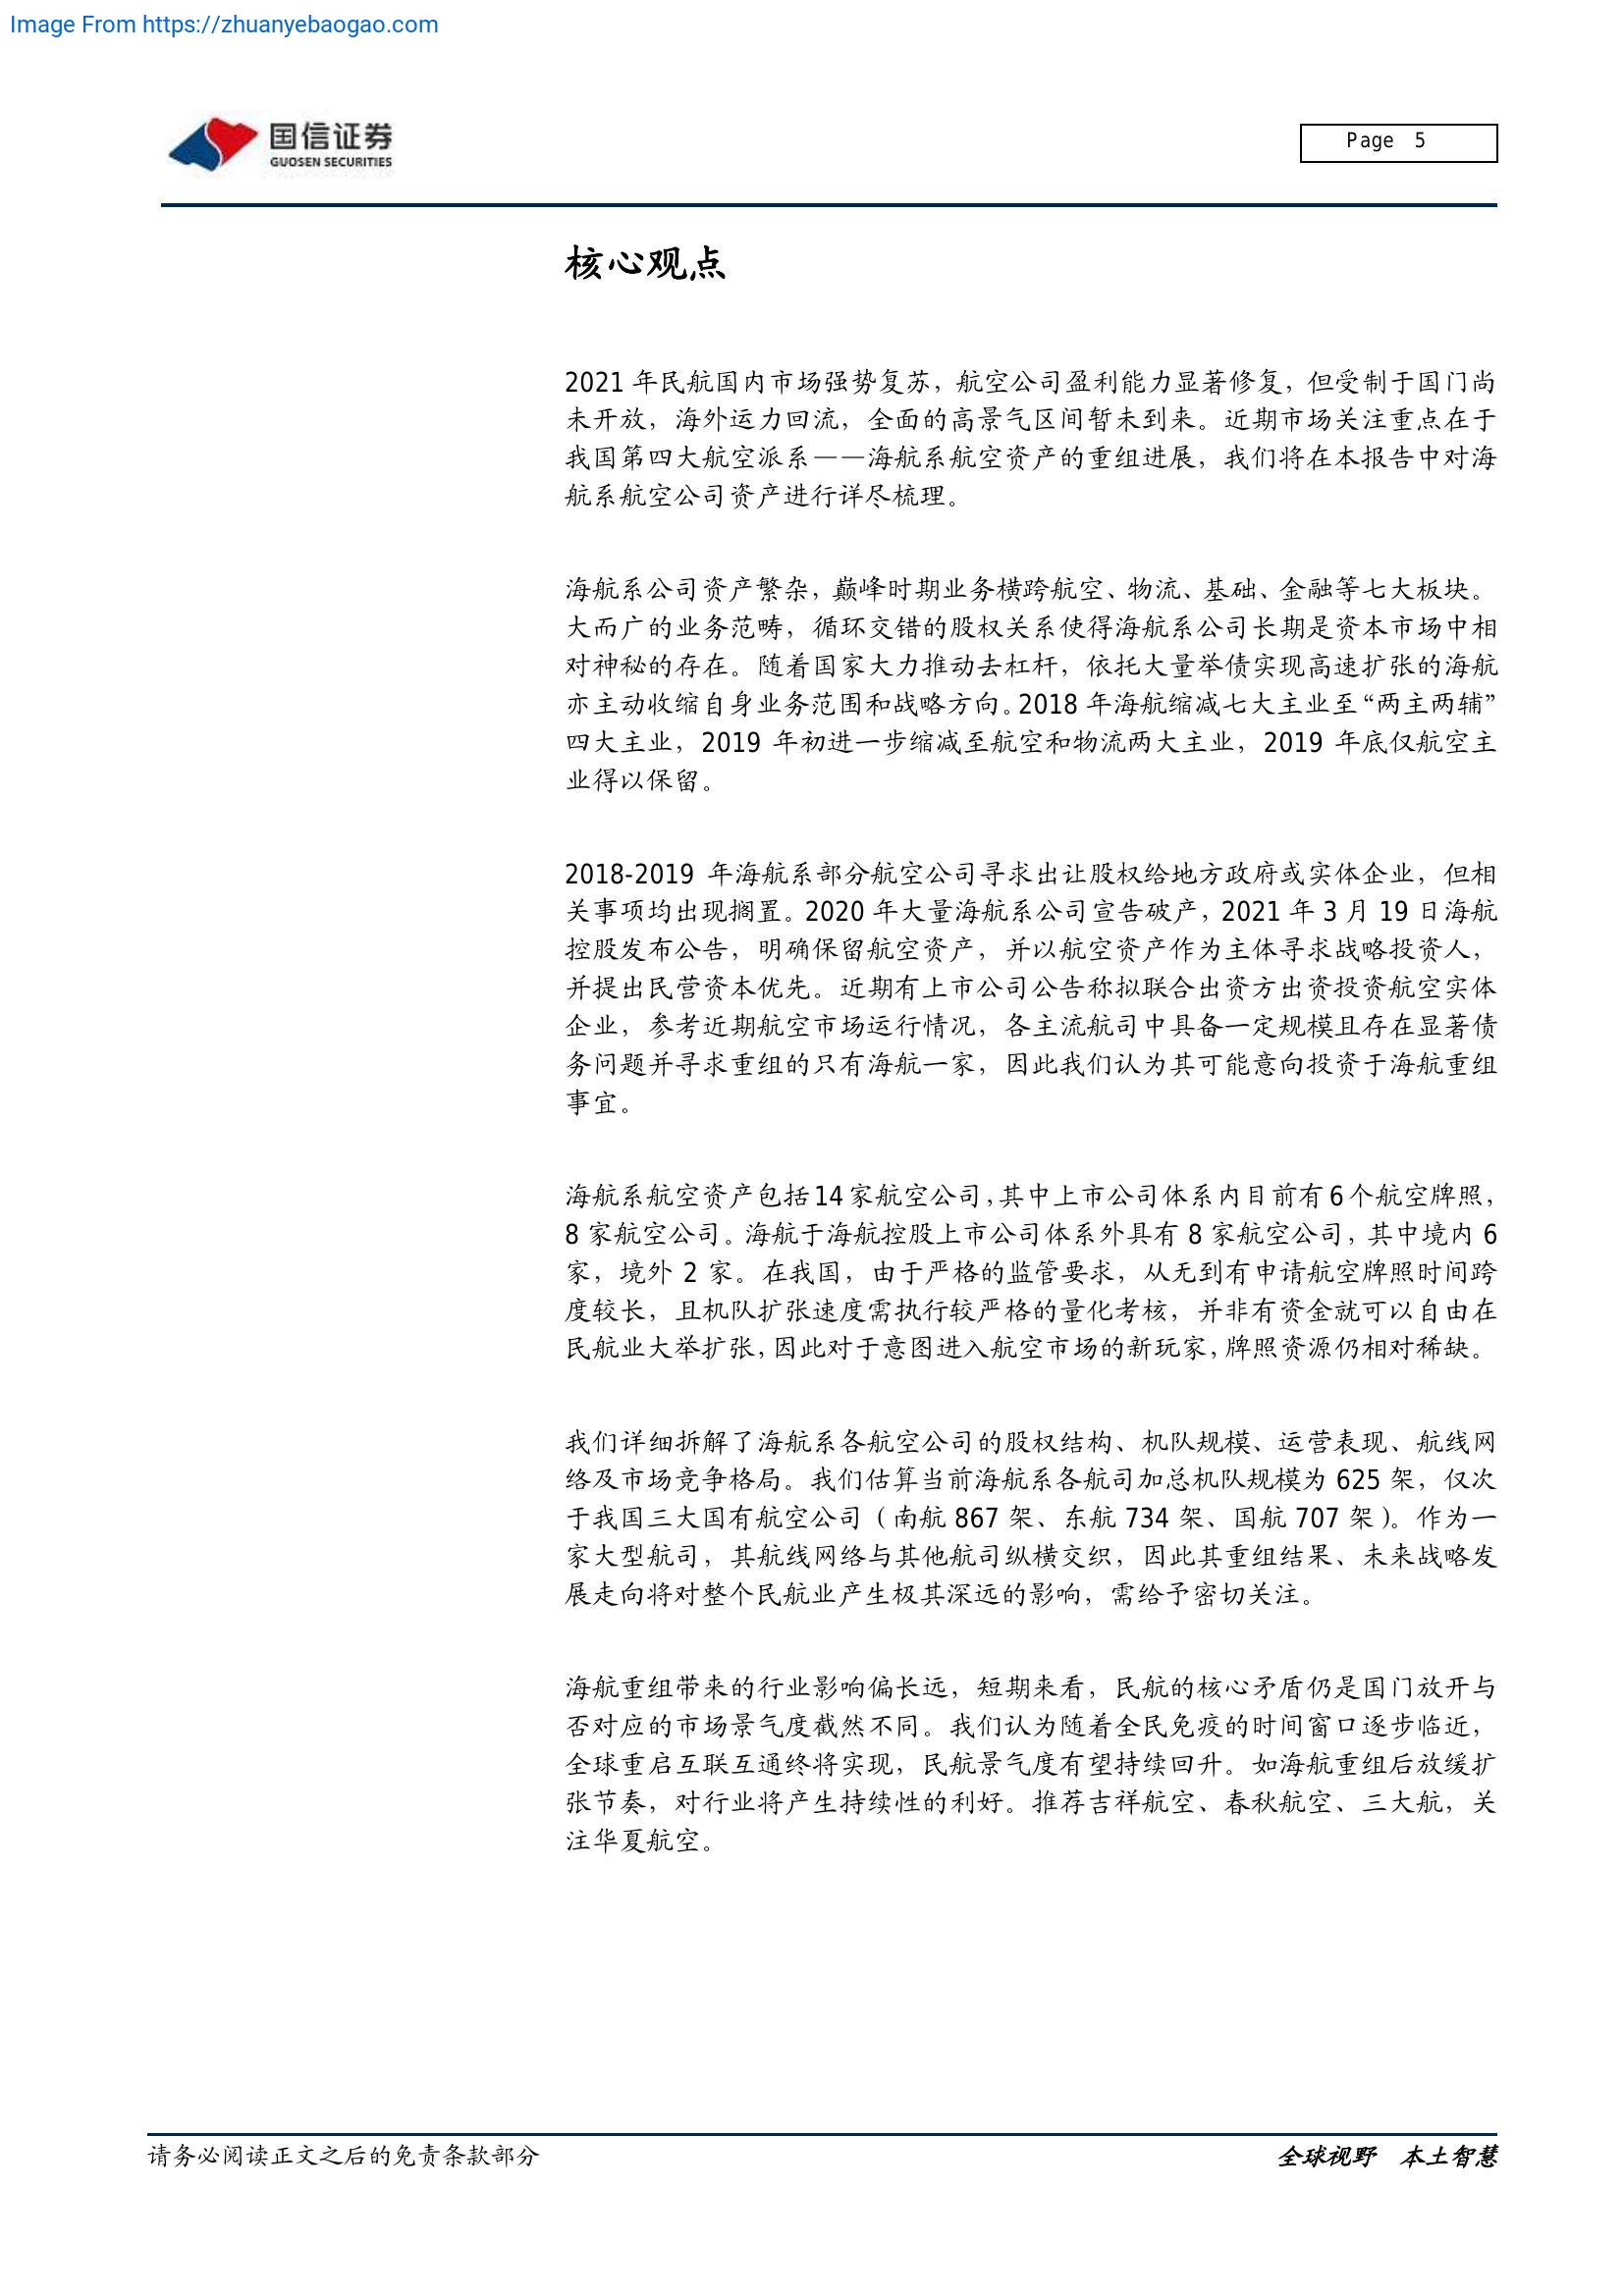 Image From https://zhuanyebaogao.com
国信证券
GUOSEN SECURITIES
Page 5
核心观点
2021 年民航国内市场强势复苏，航空公司盈利能力显著修复，但受制于国门尚
未开放，海外运力回流，全面的高景气区间暂未到来。近期市场关注重点在于
我国第四大航空派系——海航系航空资产的重组进展，我们将在本报告中对海
航系航空公司资产进行详尽梳理。
海航系公司资产繁杂，巅峰时期业务横跨航空、物流、基础、金融等七大板块。
大而广的业务范畴，循环交错的股权关系使得海航系公司长期是资本市场中相
对神秘的存在。随着国家大力推动去杠杆，依托大量举债实现高速扩张的海航
亦主动收缩自身业务范围和战略方向。2018 年海航缩减七大主业至“两主两辅”
四大主业，2019 年初进一步缩减至航空和物流两大主业，2019 年底仅航空主
业得以保留。
2018-2019 年海航系部分航空公司寻求出让股权给地方政府或实体企业，但相
关事项均出现搁置。2020 年大量海航系公司宣告破产，2021 年 3 月 19 日海航
控股发布公告，明确保留航空资产，并以航空资产作为主体寻求战略投资人，
并提出民营资本优先。近期有上市公司公告称拟联合出资方出资投资航空实体
企业，参考近期航空市场运行情况，各主流航司中具备一定规模且存在显著债
务问题并寻求重组的只有海航一家，因此我们认为其可能意向投资于海航重组
事宜。
海航系航空资产包括 14 家航空公司，其中上市公司体系内目前有 6 个航空牌照，
8 家航空公司。海航于海航控股上市公司体系外具有 8 家航空公司，其中境内 6
家，境外 2 家。在我国，由于严格的监管要求，从无到有申请航空牌照时间跨
度较长，且机队扩张速度需执行较严格的量化考核，并非有资金就可以自由在
民航业大举扩张，因此对于意图进入航空市场的新玩家，牌照资源仍相对稀缺。
我们详细拆解了海航系各航空公司的股权结构、机队规模、运营表现、航线网
络及市场竞争格局。我们估算当前海航系各航司加总机队规模为 625 架，仅次
于我国三大国有航空公司（南航 867 架、东航 734 架、国航 707 架）。作为一
家大型航司，其航线网络与其他航司纵横交织，因此其重组结果、未来战略发
展走向将对整个民航业产生极其深远的影响，需给予密切关注。
海航重组带来的行业影响偏长远，短期来看，民航的核心矛盾仍是国门放开与
否对应的市场景气度截然不同。我们认为随着全民免疫的时间窗口逐步临近，
全球重启互联互通终将实现，民航景气度有望持续回升。如海航重组后放缓扩
张节奏，对行业将产生持续性的利好。推荐吉祥航空、春秋航空、三大航，关
注华夏航空。
请务必阅读正文之后的免责条款部分
全球视野 本土智慧